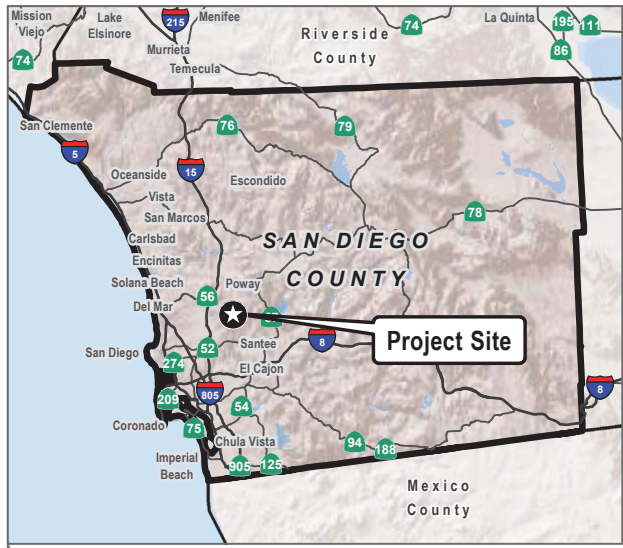 Mission
Viejo
Lake
Elsinore
215
Menifee
74
La Quinta
195
111
86
Riverside
County
Murrieta
Temecula
74
San Clemente
5
76
79
15
Oceanside
Escondido
Vista
San Marcos
78
Carlsbad
SAN DIEGO
COUNTY
Encinitas
Solana Beach
Poway
Del Mar
56
Project Site
San Diego
52
Santee
8
274
El Cajon
8
805
209
54
Coronado
75
Chula Vista
94
188
Imperial
Beach
905
125
Mexico
County